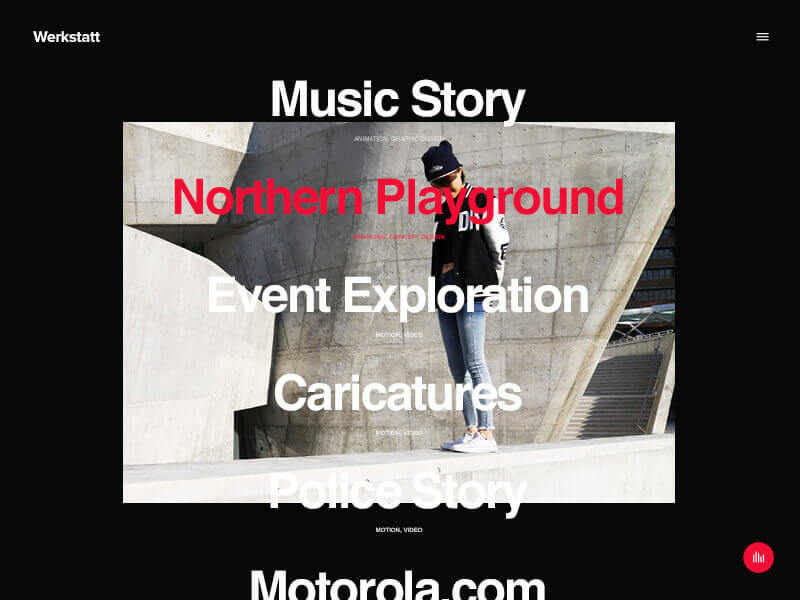 Werkstatt
Music Story
ANIMATION, GRAPHIC DESIGN
Northern Playground
BRANDING, CONCEPT DESIGN
Event Exploration
MOTION, VIDEO
Caricatures
MOTION, VIDEO
Police Story
MOTION, VIDEO
Motorola.com